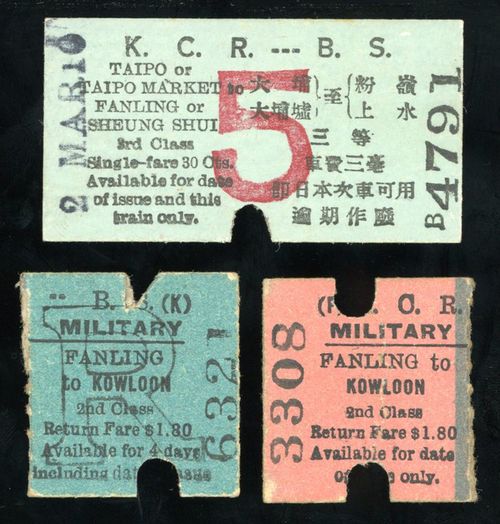 K. C. R. --- B. S.
2 MAR
TAIPO or
TAIPO MARKET to
FANLING or
SHEUNG SHUI
3rd Class
Single-fare 30 Cts.
Available for date
of issue and this
train only.
5
大埔 至 粉嶺
大埔墟 上水
三等
車費三毫
即日本次車可用
逾期作廢
B 4791
B. S. (K)
MILITARY
FANLING
to KOWLOON
2nd Class
Return Fare $1.80
Available for 4 days
including date
R
6321
C. R.
MILITARY
FANLING to
KOWLOON
2nd Class
Return Fare $1.80
Available for date
only.
3308